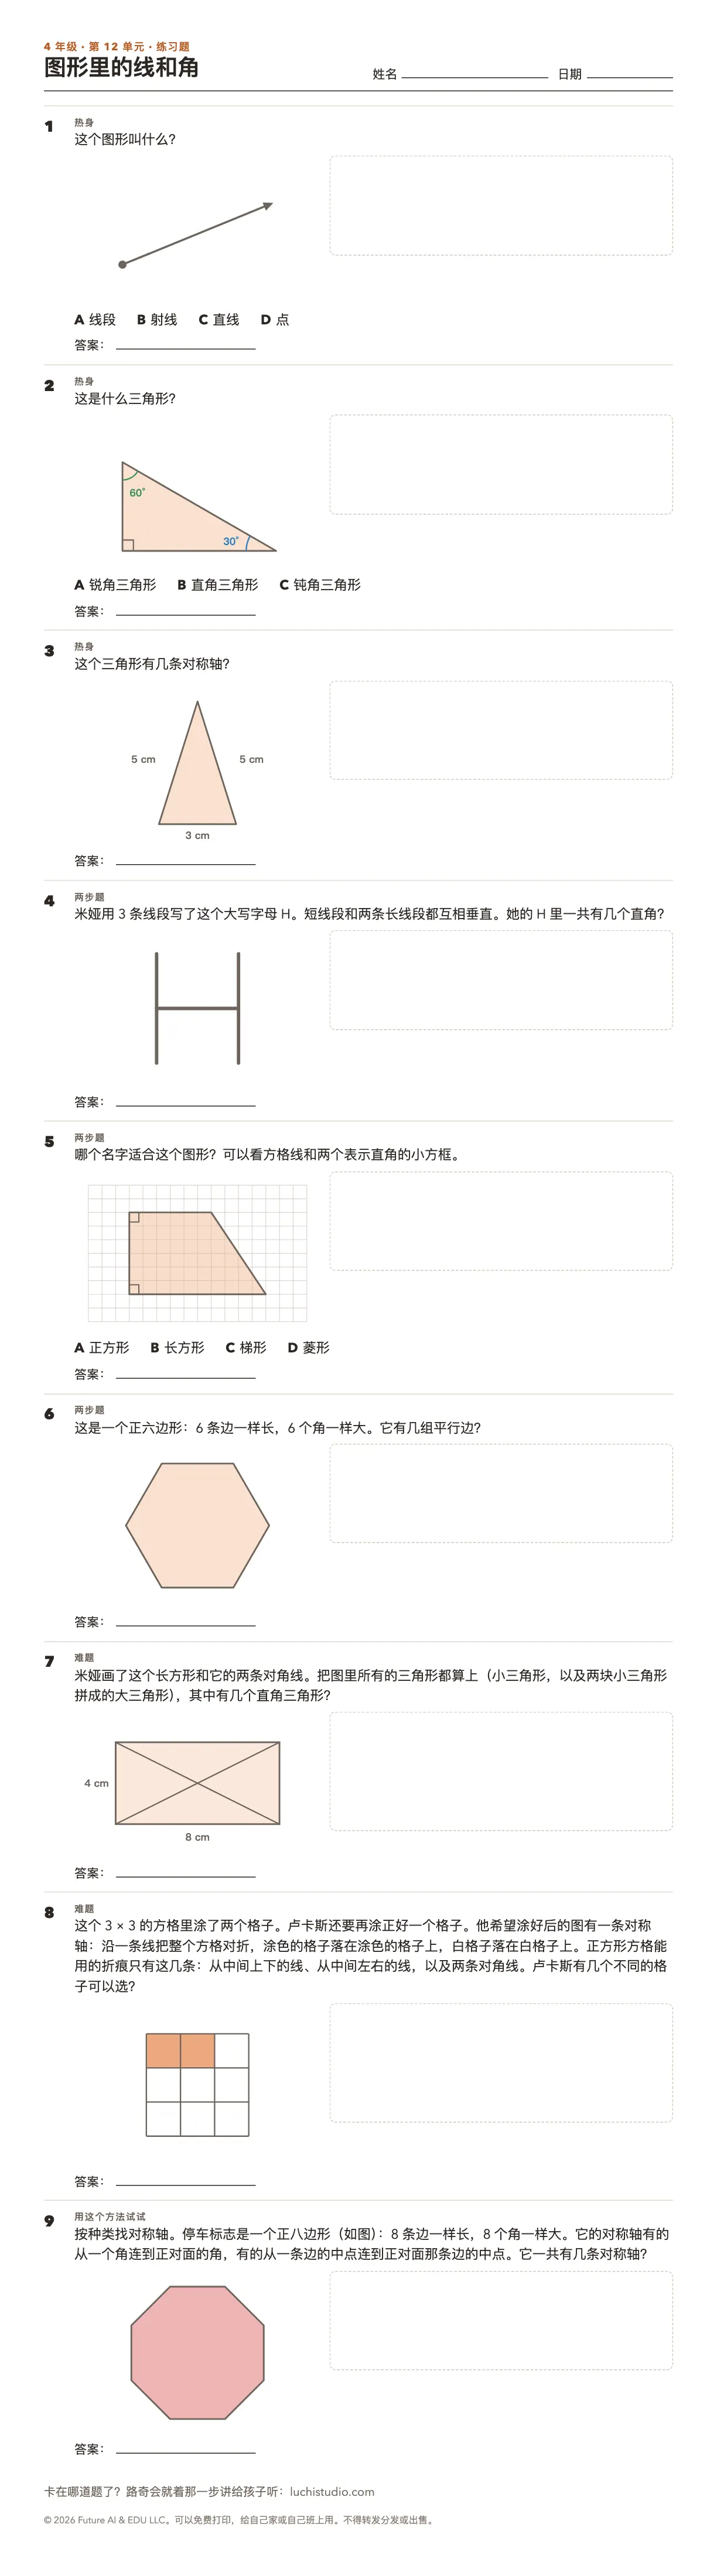 4 年级 · 第 12 单元 · 练习题
图形里的线和角
姓名
日期
1
热身
这个图形叫什么？
A 线段 B 射线 C 直线 D 点
答案：
2
热身
这是什么三角形？
60°
30°
A 锐角三角形 B 直角三角形 C 钝角三角形
答案：
3
热身
这个三角形有几条对称轴？
5 cm
5 cm
3 cm
答案：
4
两步题
米娅用 3 条线段写了这个大写字母 H。短线段和两条长线段都互相垂直。她的 H 里一共有几个直角？
答案：
5
两步题
哪个名字适合这个图形？可以看方格线和两个表示直角的小方框。
A 正方形 B 长方形 C 梯形 D 菱形
答案：
6
两步题
这是一个正六边形：6 条边一样长，6 个角一样大。它有几组平行边？
答案：
7
难题
米娅画了这个长方形和它的两条对角线。把图里所有的三角形都算上（小三角形，以及两块小三角形
拼成的大三角形），其中有几个直角三角形？
4 cm
8 cm
答案：
8
难题
这个 3 × 3 的方格里涂了两个格子。卢卡斯还要再涂正好一个格子。他希望涂好后的图有一条对称
轴：沿一条线把整个方格对折，涂色的格子落在涂色的格子上，白格子落在白格子上。正方形方格能
用的折痕只有这几条：从中间上下的线、从中间左右的线，以及两条对角线。卢卡斯有几个不同的格
子可以选？
答案：
9
用这个方法试试
按种类找对称轴。停车标志是一个正八边形（如图）：8 条边一样长，8 个角一样大。它的对称轴有的
从一个角连到正对面的角，有的从一条边的中点连到正对面那条边的中点。它一共有几条对称轴？
答案：
卡在哪道题了？路奇会就着那一步讲给孩子听：luchistudio.com
© 2026 Future AI & EDU LLC。可以免费打印，给自己家或自己班上用。不得转发分发或出售。